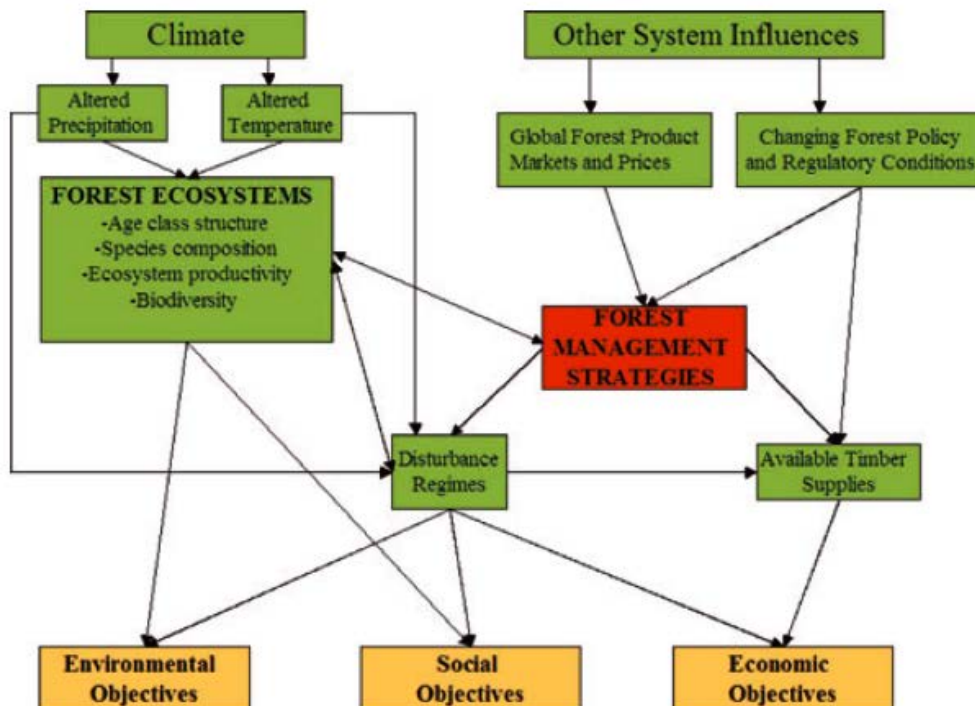 Climate
Other System Influences
Altered
Precipitation
Altered
Temperature
Global Forest Product
Markets and Prices
Changing Forest Policy
and Regulatory Conditions
FOREST ECOSYSTEMS
-Age class structure
-Species composition
-Ecosystem productivity
-Biodiversity
FOREST
MANAGEMENT
STRATEGIES
Disturbance
Regimes
Available Timber
Supplies
Environmental
Objectives
Social
Objectives
Economic
Objectives